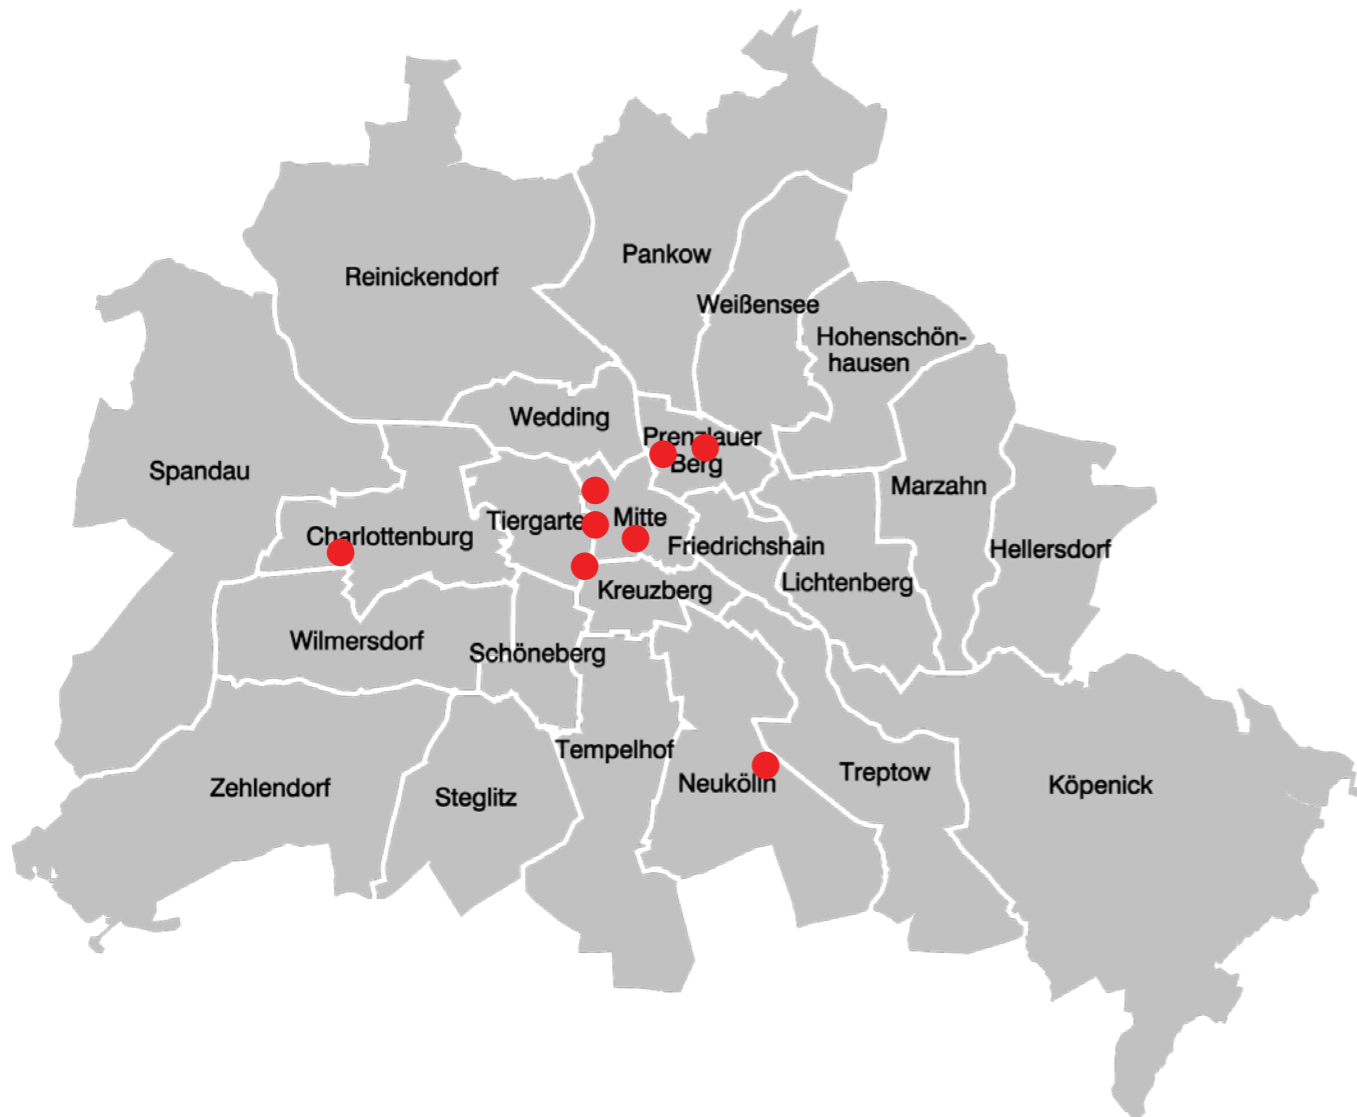 Pankow
Reinickendorf
Weißensee
Hohenschön-
hausen
Wedding
Prenzlauer
Berg
Spandau
Marzahn
Tiergarte
Mitte
Charlottenburg
Friedrichshain
Hellersdorf
Lichtenberg
Kreuzberg
Wilmersdorf
Schöneberg
Tempelhof
Neukölln
Treptow
Zehlendorf
Steglitz
Köpenick